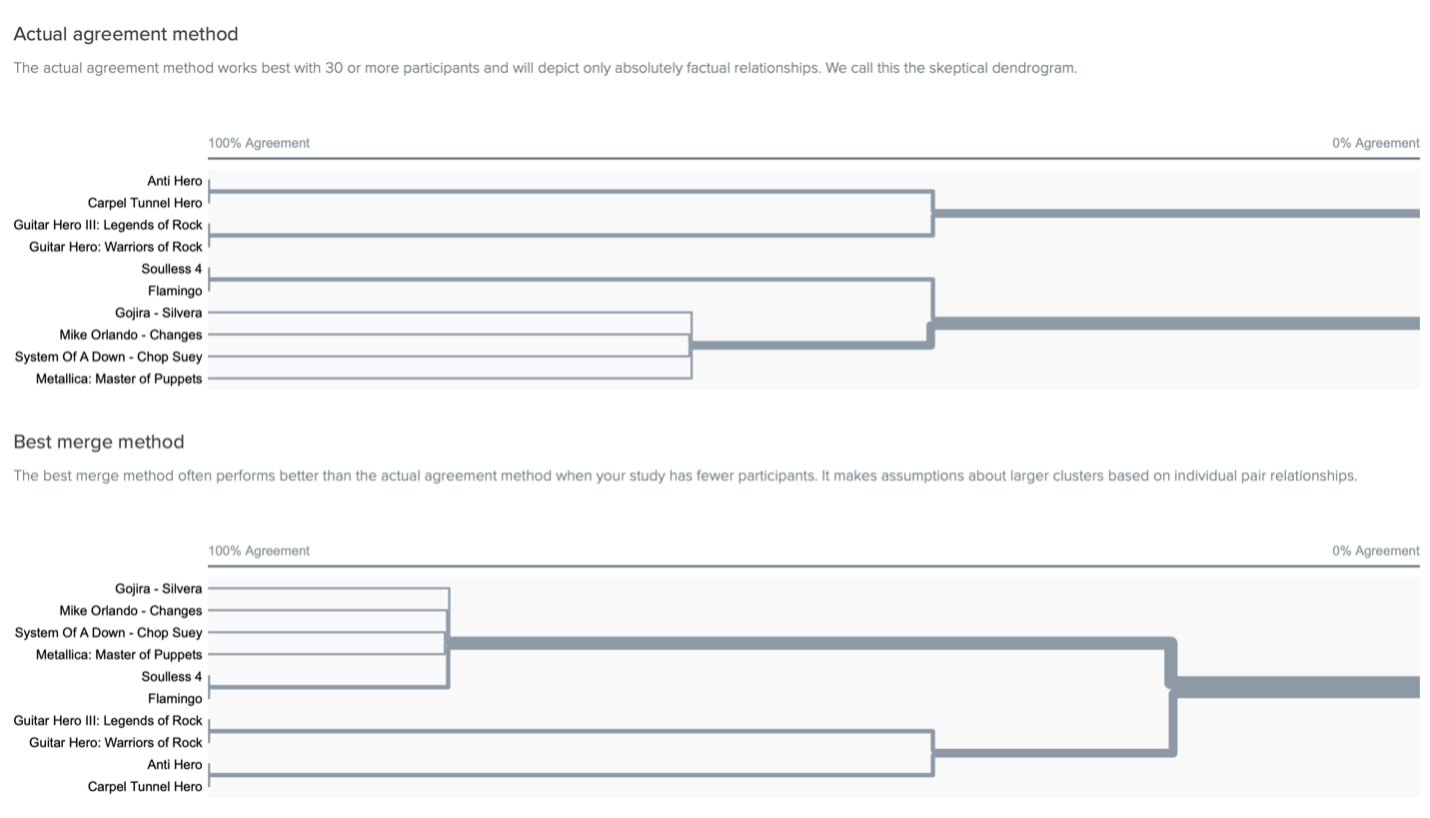 Actual agreement method
The actual agreement method works best with 30 or more participants and will depict only absolutely factual relationships. We call this the skeptical dendrogram.
100% Agreement 0% Agreement
Anti Hero
Carpel Tunnel Hero
Guitar Hero III: Legends of Rock
Guitar Hero: Warriors of Rock
Soulless 4
Flamingo
Gojira - Silvera
Mike Orlando - Changes
System Of A Down - Chop Suey
Metallica: Master of Puppets
Best merge method
The best merge method often performs better than the actual agreement method when your study has fewer participants. It makes assumptions about larger clusters based on individual pair relationships.
100% Agreement 0% Agreement
Gojira - Silvera
Mike Orlando - Changes
System Of A Down - Chop Suey
Metallica: Master of Puppets
Soulless 4
Flamingo
Guitar Hero III: Legends of Rock
Guitar Hero: Warriors of Rock
Anti Hero
Carpel Tunnel Hero